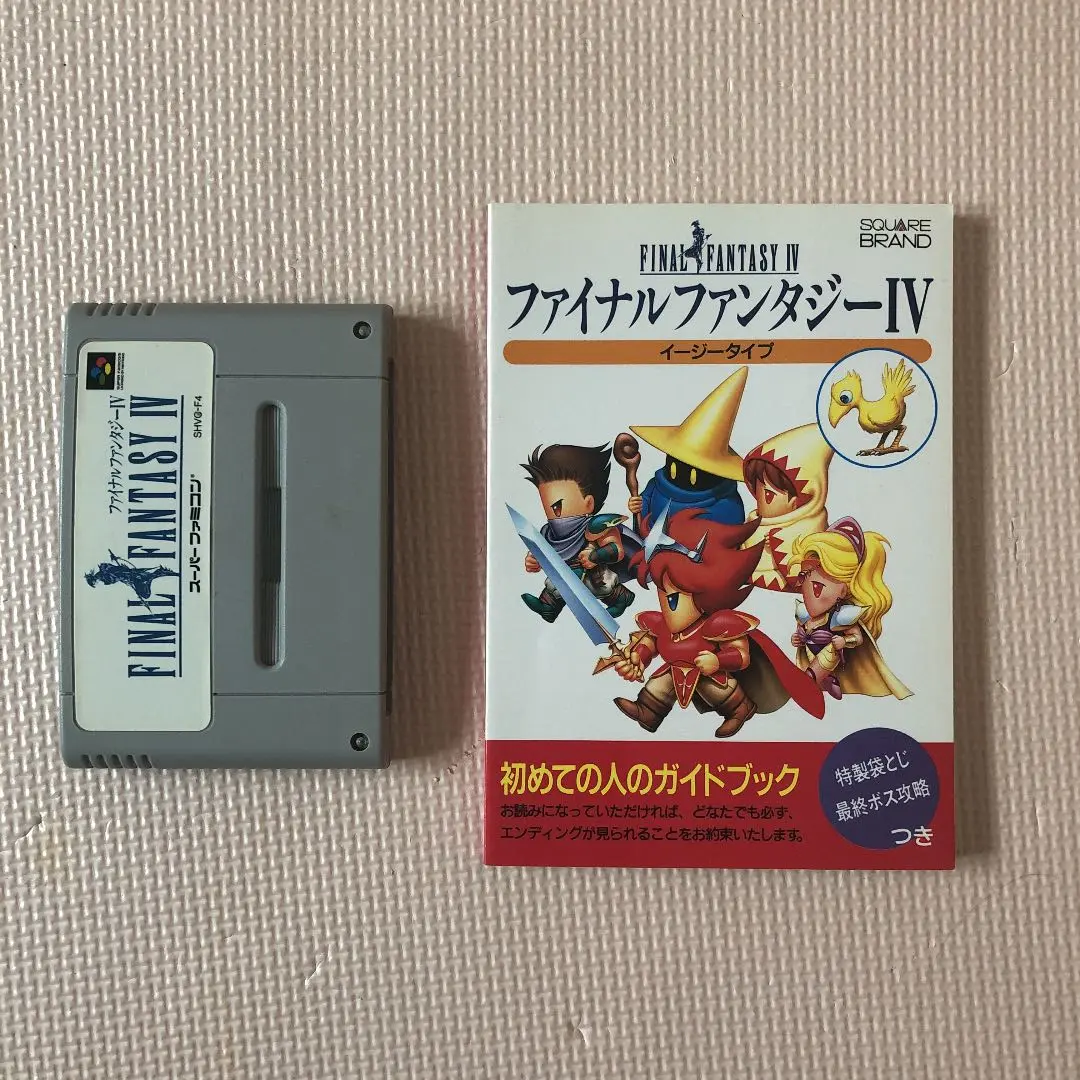 ファイナルファンタジーIV
FINAL FANTASY IV
SHVC-F4
スーパーファミコン
SQUARE
BRAND
FINAL FANTASY IV
ファイナルファンタジーIV
イージータイプ
初めての人のガイドブック
お読みになっていただければ、どなたでも必ず、
エンディングが見られることをお約束いたします。
特製袋とじ
最終ボス攻略
つき